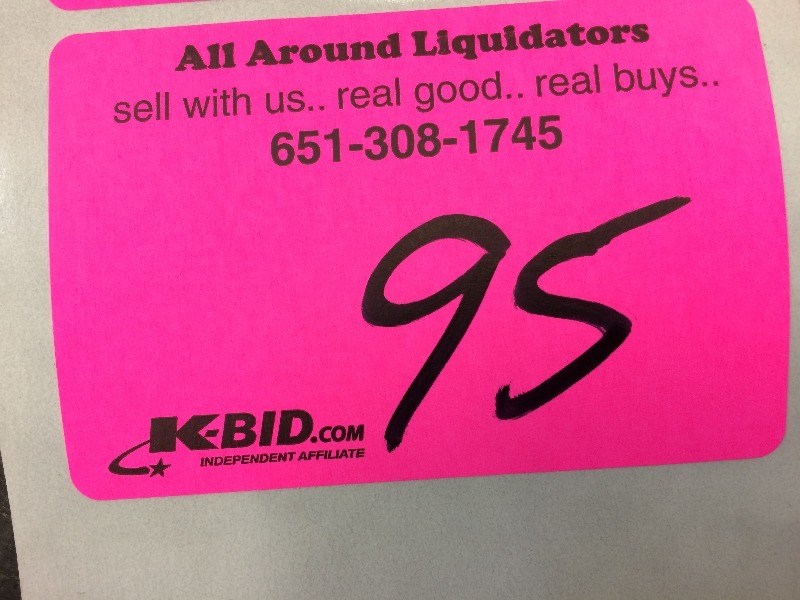 All Around Liquidators
sell with us.. real good.. real buys..
651-308-1745
95
K-BID.COM
INDEPENDENT AFFILIATE